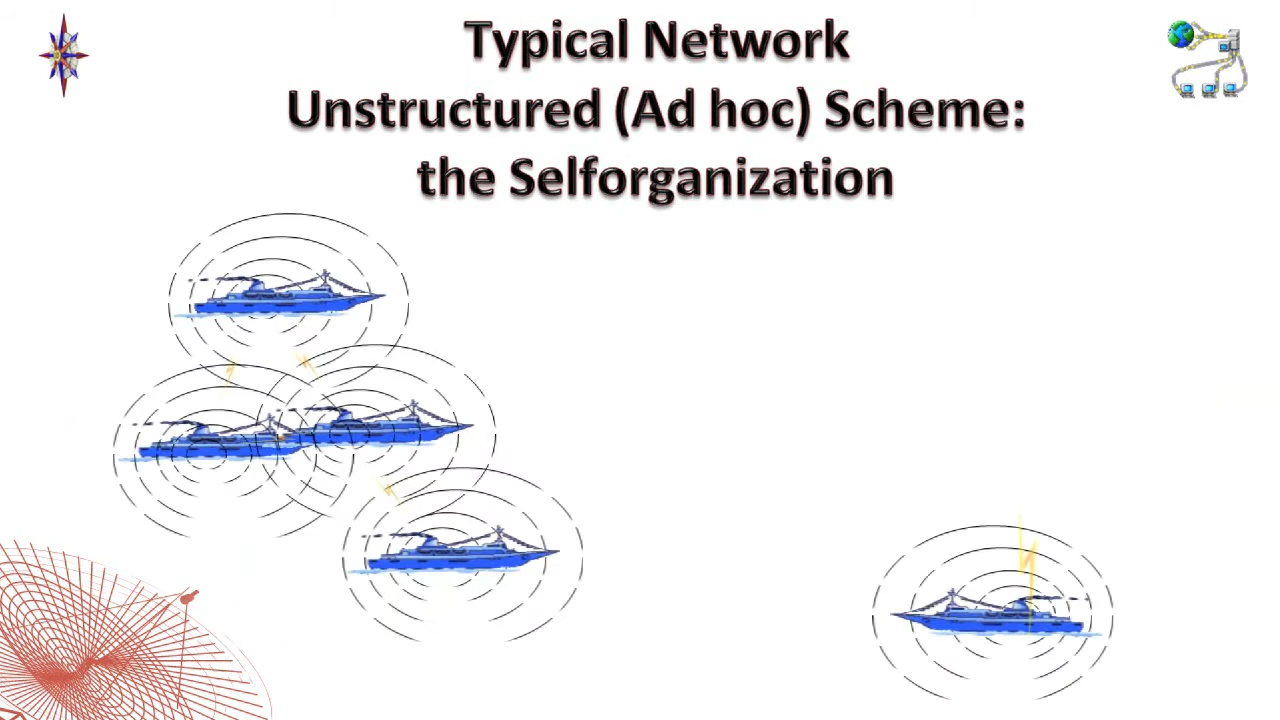 Typical Network
Unstructured (Ad hoc) Scheme:
the Selforganization